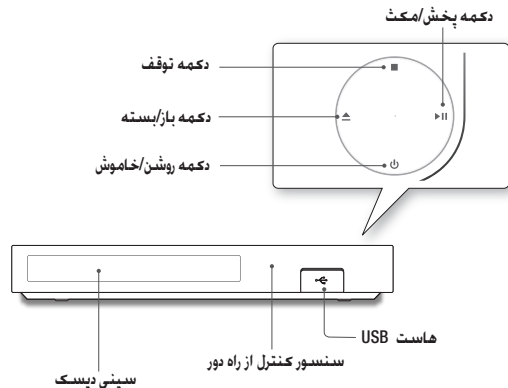 دکمه پخش/مکث
دکمه توقف
دکمه باز/بسته
دکمه روشن/خاموش
هاست USB
سنسور کنترل از راه دور
سینی دیسک